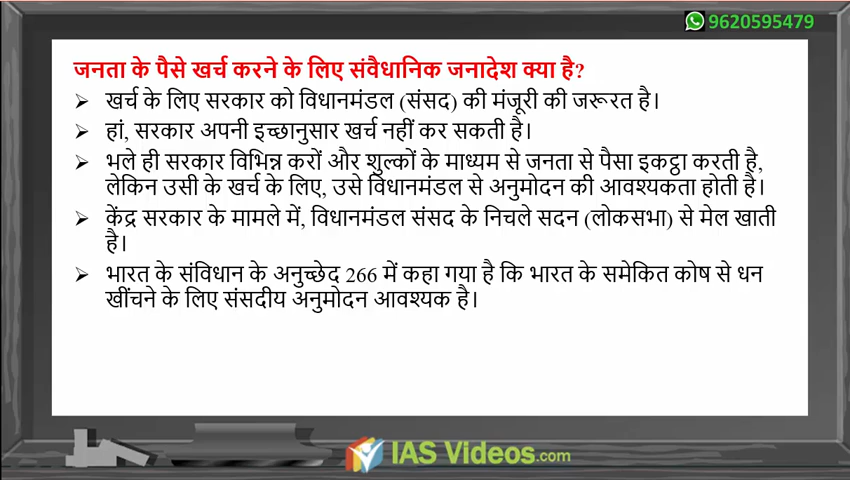 9620595479
जनता के पैसे खर्च करने के लिए संवैधानिक जनादेश क्या है?
➢ खर्च के लिए सरकार को विधानमंडल (संसद) की मंजूरी की जरूरत है।
➢ हां, सरकार अपनी इच्छानुसार खर्च नहीं कर सकती है।
➢ भले ही सरकार विभिन्न करों और शुल्कों के माध्यम से जनता से पैसा इकट्ठा करती है,
लेकिन उसी के खर्च के लिए, उसे विधानमंडल से अनुमोदन की आवश्यकता होती है।
➢ केंद्र सरकार के मामले में, विधानमंडल संसद के निचले सदन (लोकसभा) से मेल खाती
है।
➢ भारत के संविधान के अनुच्छेद 266 में कहा गया है कि भारत के समेकित कोष से धन
खींचने के लिए संसदीय अनुमोदन आवश्यक है।
IAS Videos.com